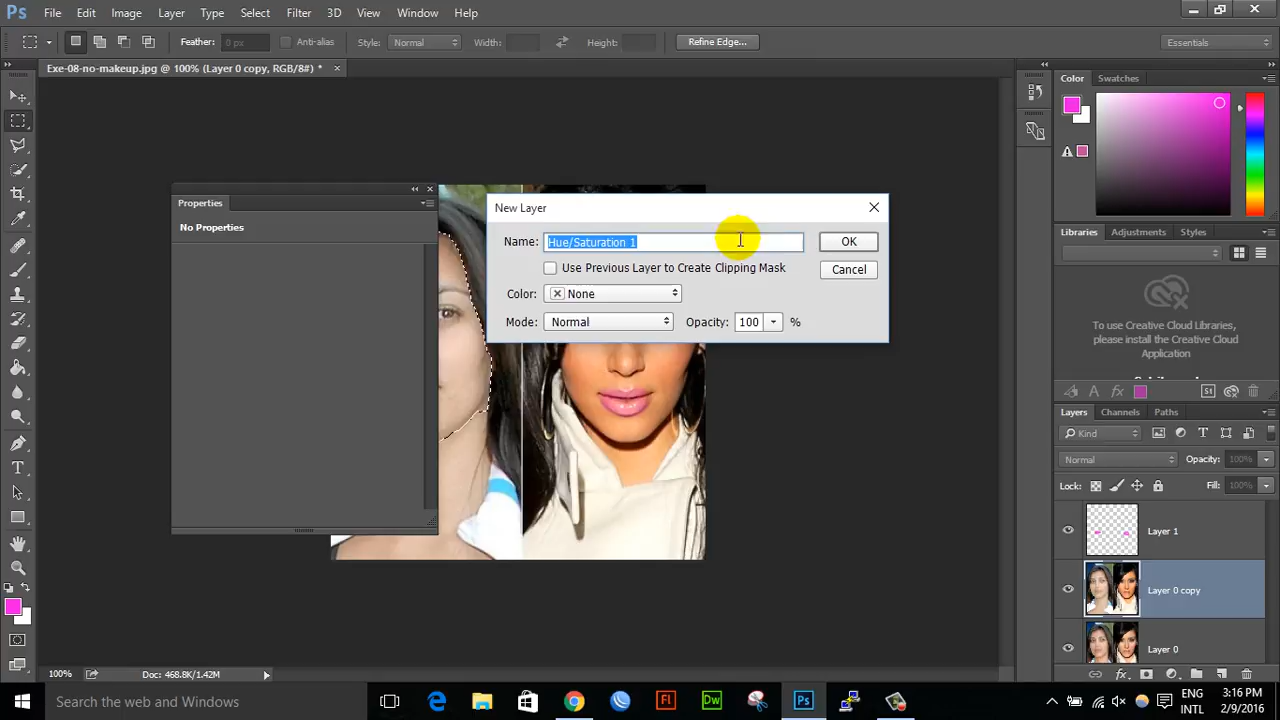 Ps File Edit Image Layer Type Select Filter 3D View Window Help
Feather: 0 px Anti-alias Style: Normal Width: Height: Refine Edge... Essentials
Exe-08-no-makeup.jpg @ 100% (Layer 0 copy, RGB/8#) * ×
Color Swatches
Properties
No Properties
New Layer
Name: Hue/Saturation 1 OK
Use Previous Layer to Create Clipping Mask Cancel
Color: None
Mode: Normal Opacity: 100 %
Libraries Adjustments Styles
To use Creative Cloud Libraries,
please install the Creative Cloud
Application
Layers Channels Paths
Kind
Normal Opacity: 100%
Lock: Fill: 100%
Layer 1
Layer 0 copy
Layer 0
100% Doc: 468.8K/1.42M
Search the web and Windows
Fl Dw Ps
ENG
INTL
3:16 PM
2/9/2016